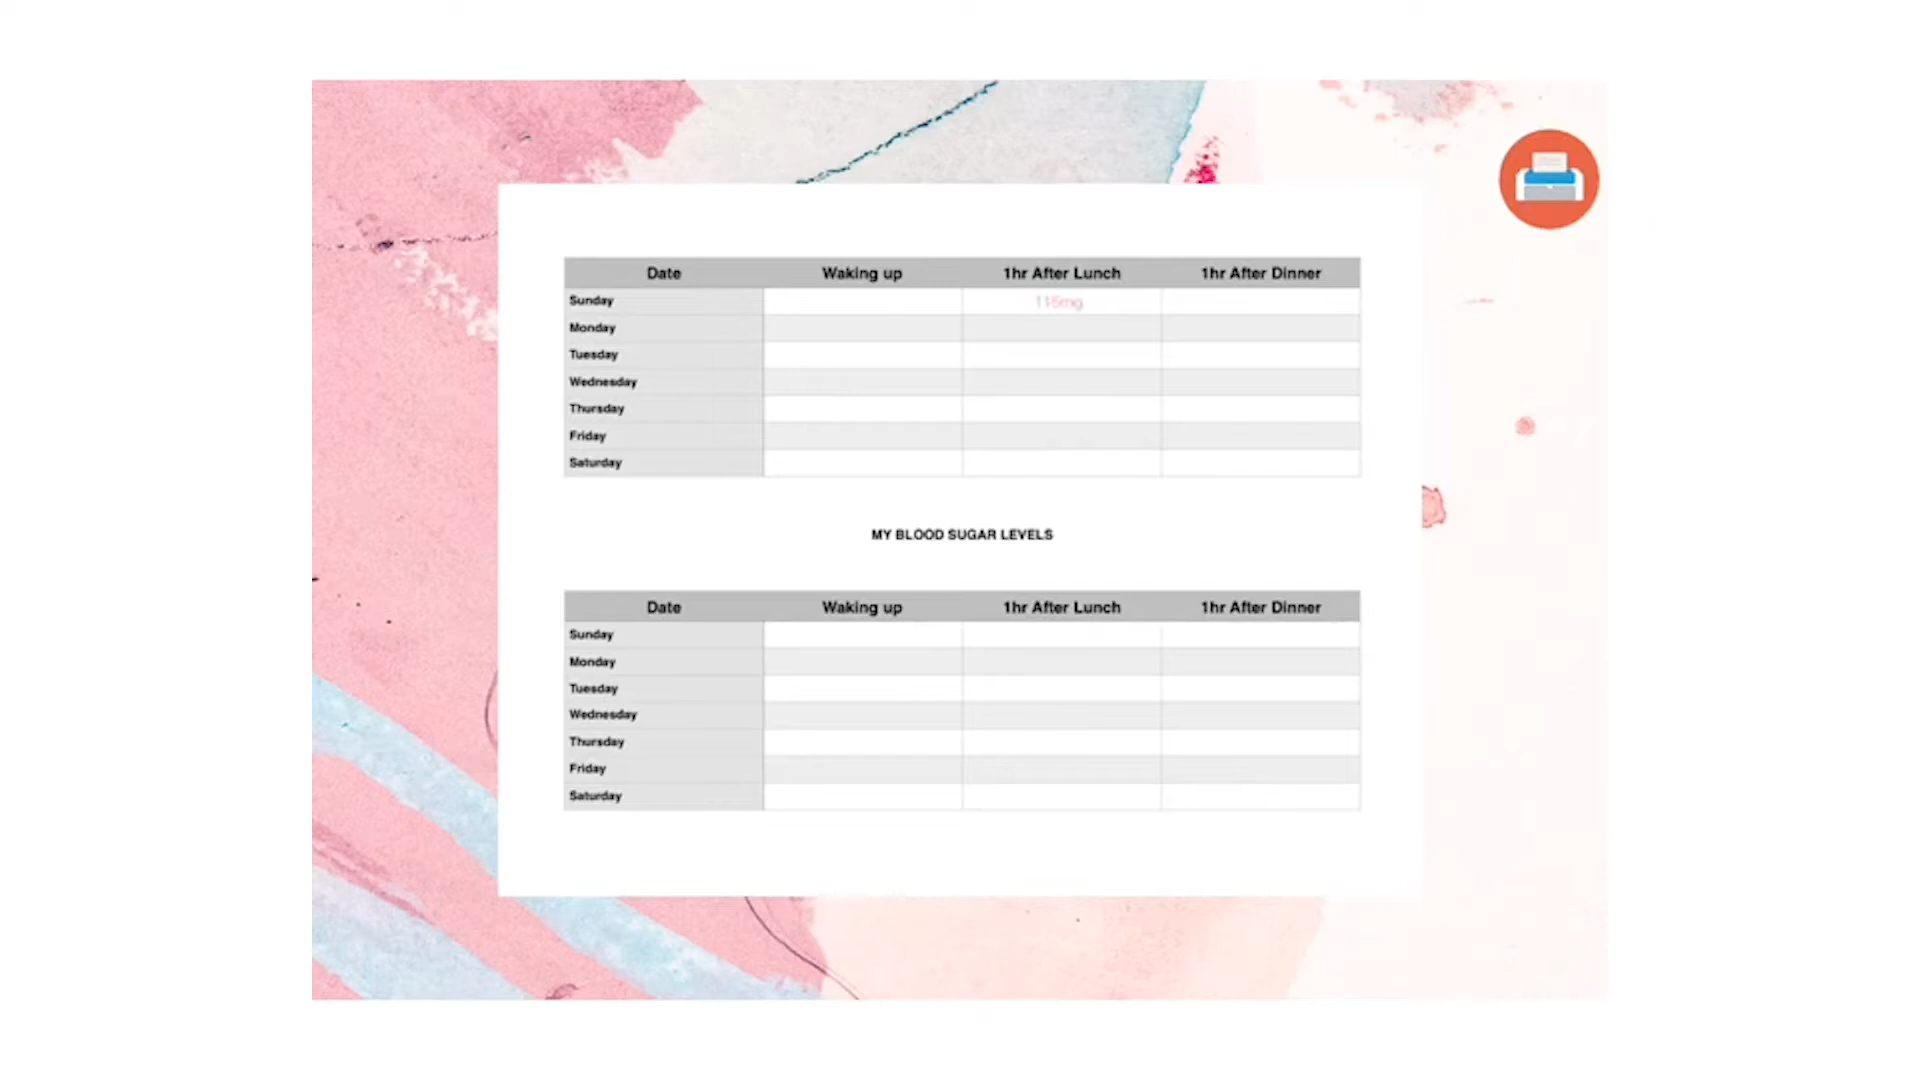 Date Waking up 1hr After Lunch 1hr After Dinner
Sunday 115mg
Monday
Tuesday
Wednesday
Thursday
Friday
Saturday
MY BLOOD SUGAR LEVELS
Date Waking up 1hr After Lunch 1hr After Dinner
Sunday
Monday
Tuesday
Wednesday
Thursday
Friday
Saturday